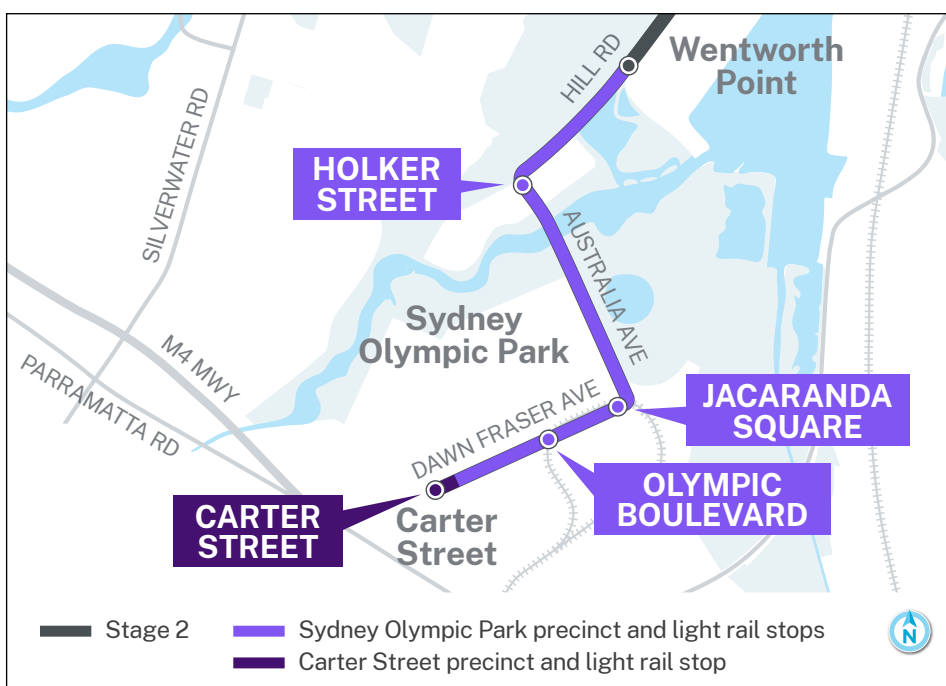 Wentworth
Point
HILL RD
SILVERWATER RD
HOLKER
STREET
AUSTRALIA AVE
Sydney
Olympic Park
M4 MWY
PARRAMATTA RD
JACARANDA
SQUARE
DAWN FRASER AVE
OLYMPIC
BOULEVARD
CARTER
STREET
Carter
Street
Stage 2
Sydney Olympic Park precinct and light rail stops
Carter Street precinct and light rail stop
N